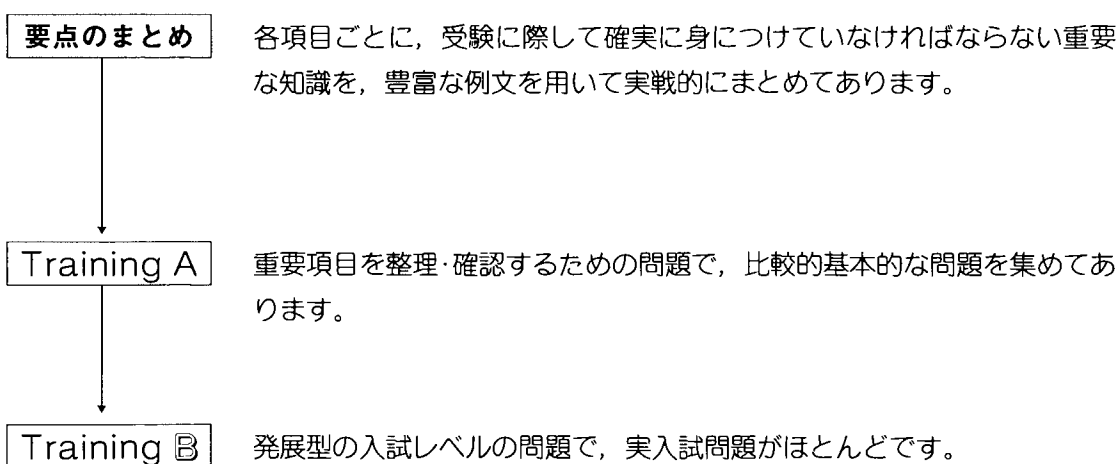 要点のまとめ
各項目ごとに，受験に際して確実に身につけていなければならない重要
な知識を，豊富な例文を用いて実戦的にまとめてあります。
Training A
重要項目を整理·確認するための問題で，比較的基本的な問題を集めてあ
ります。
Training B
発展型の入試レベルの問題で，実入試問題がほとんどです。